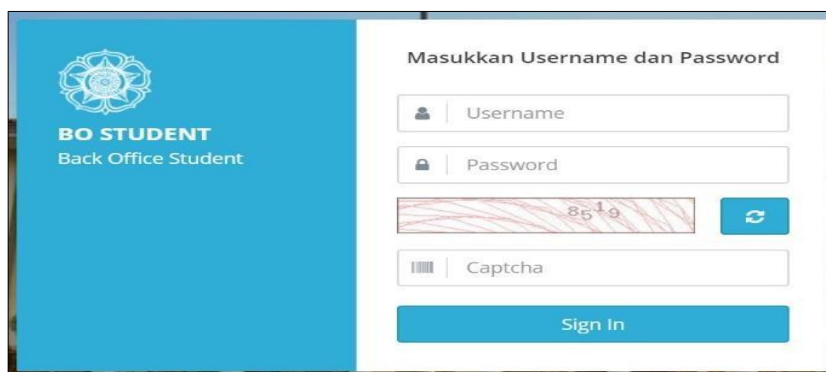 BO STUDENT
Back Office Student
Masukkan Username dan Password
Username
Password
8519
Captcha
Sign In